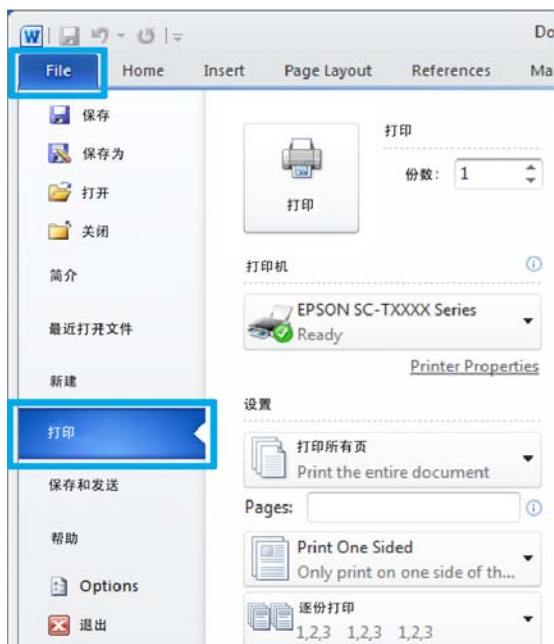 W
Do
File Home Insert Page Layout References Ma
保存
保存为
打开
关闭
简介
最近打开文件
新建
打印
保存和发送
帮助
Options
退出
打印
打印
份数: 1
打印机
EPSON SC-TXXXX Series
Ready
Printer Properties
设置
打印所有页
Print the entire document
Pages:
Print One Sided
Only print on one side of th...
逐份打印
1,2,3 1,2,3 1,2,3